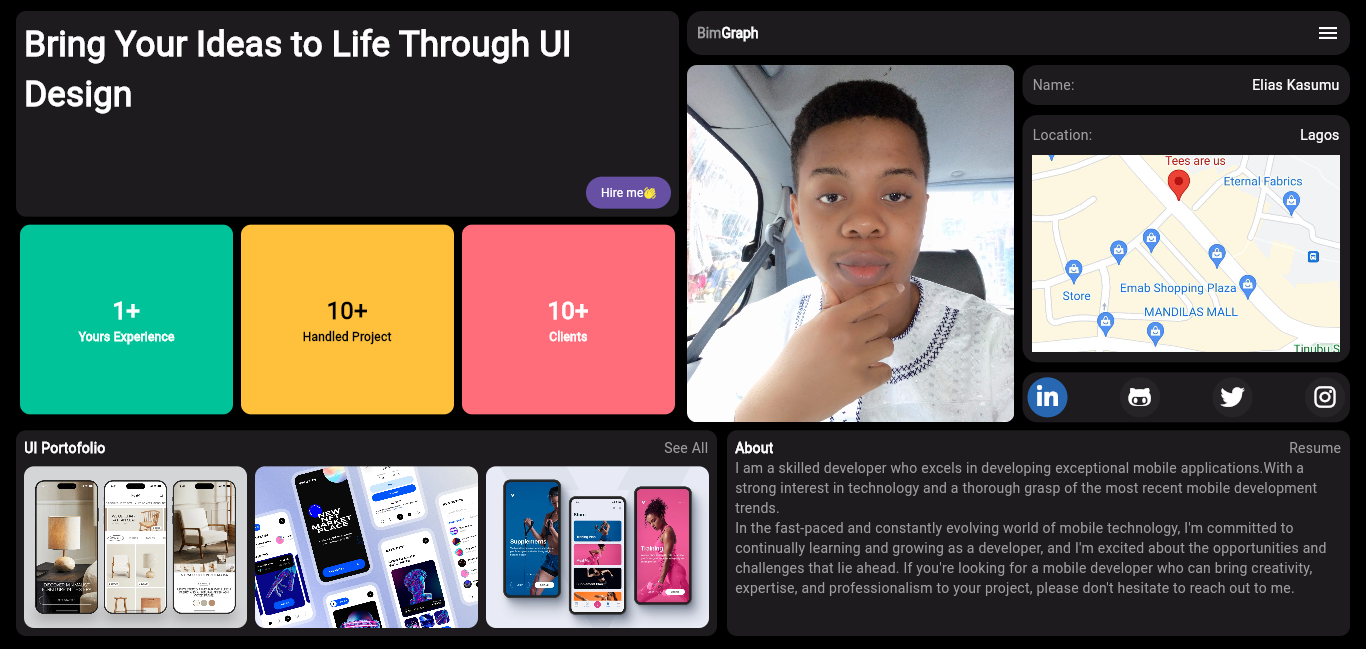 Bring Your Ideas to Life Through UI
Design
Hire me👏
BimGraph
Name:
Elias Kasumu
Location:
Lagos
Tees are us
Eternal Fabrics
Emab Shopping Plaza
Store
MANDILAS MALL
Tinubu S
1+
Yours Experience
10+
Handled Project
10+
Clients
in
UI Portofolio
See All
NEW
NFT
MARKET
PLACE
Supplements
Store
Training
About
Resume
I am a skilled developer who excels in developing exceptional mobile applications.With a
strong interest in technology and a thorough grasp of the most recent mobile development
trends.
In the fast-paced and constantly evolving world of mobile technology, I'm committed to
continually learning and growing as a developer, and I'm excited about the opportunities and
challenges that lie ahead. If you're looking for a mobile developer who can bring creativity,
expertise, and professionalism to your project, please don't hesitate to reach out to me.